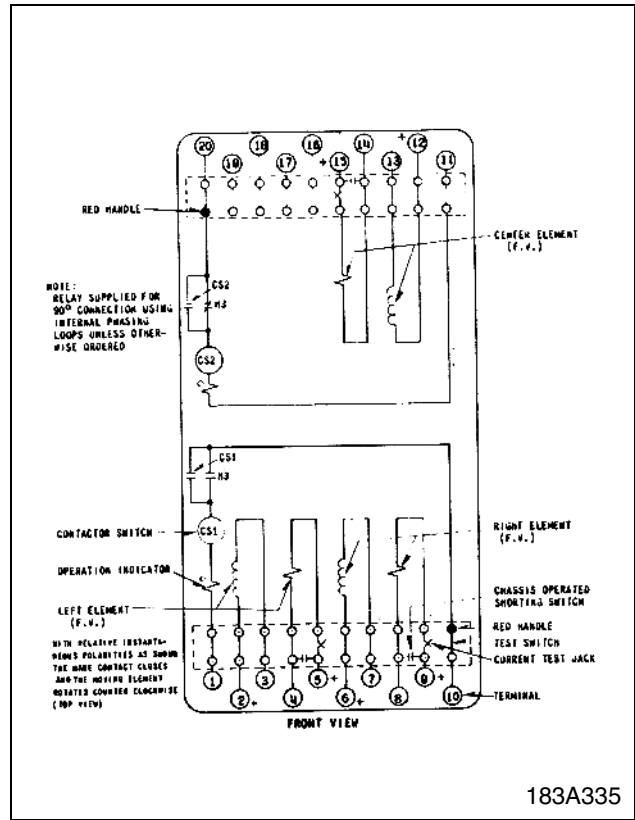 20
18
16
14
+
12
19
17
+
15
13
11
RED HANDLE
CENTER ELEMENT
(F.V.)
NOTE:
RELAY SUPPLIED FOR
90° CONNECTION USING
INTERNAL PHASING
LOOPS UNLESS OTHER-
WISE ORDERED
CS2
M3
CS2
CS1
M3
CONTACTOR SWITCH
CS1
OPERATION INDICATOR
LEFT ELEMENT
(F.V.)
RIGHT ELEMENT
(F.V.)
CHASSIS OPERATED
SHORTING SWITCH
RED HANDLE
TEST SWITCH
CURRENT TEST JACK
TERMINAL
WITH RELATIVE INSTANTA-
NEOUS POLARITIES AS SHOWN
THE MAKE CONTACT CLOSES
AND THE MOVING ELEMENT
ROTATES COUNTER CLOCKWISE
(TOP VIEW)
1
3
5 +
7
9 +
2 +
4
6 +
8
10
FRONT VIEW
183A335